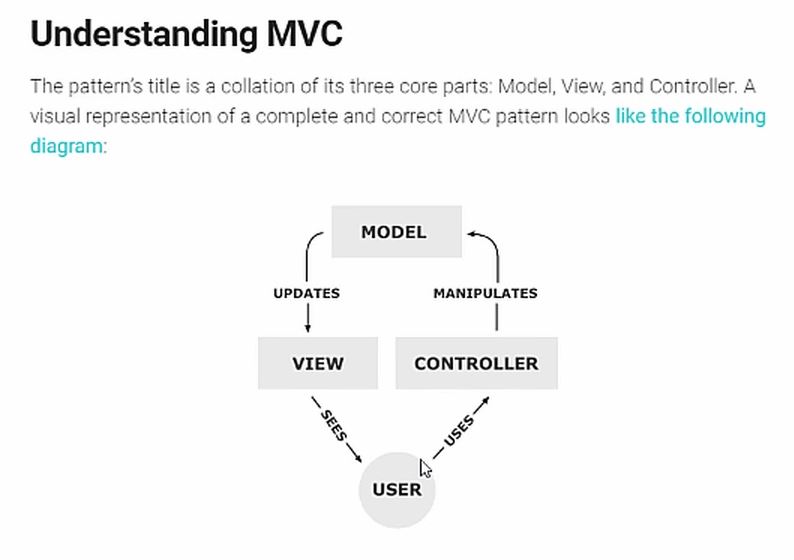 Understanding MVC
The pattern's title is a collation of its three core parts: Model, View, and Controller. A
visual representation of a complete and correct MVC pattern looks like the following
diagram:
MODEL
UPDATES
MANIPULATES
VIEW
CONTROLLER
SEES
USES
USER